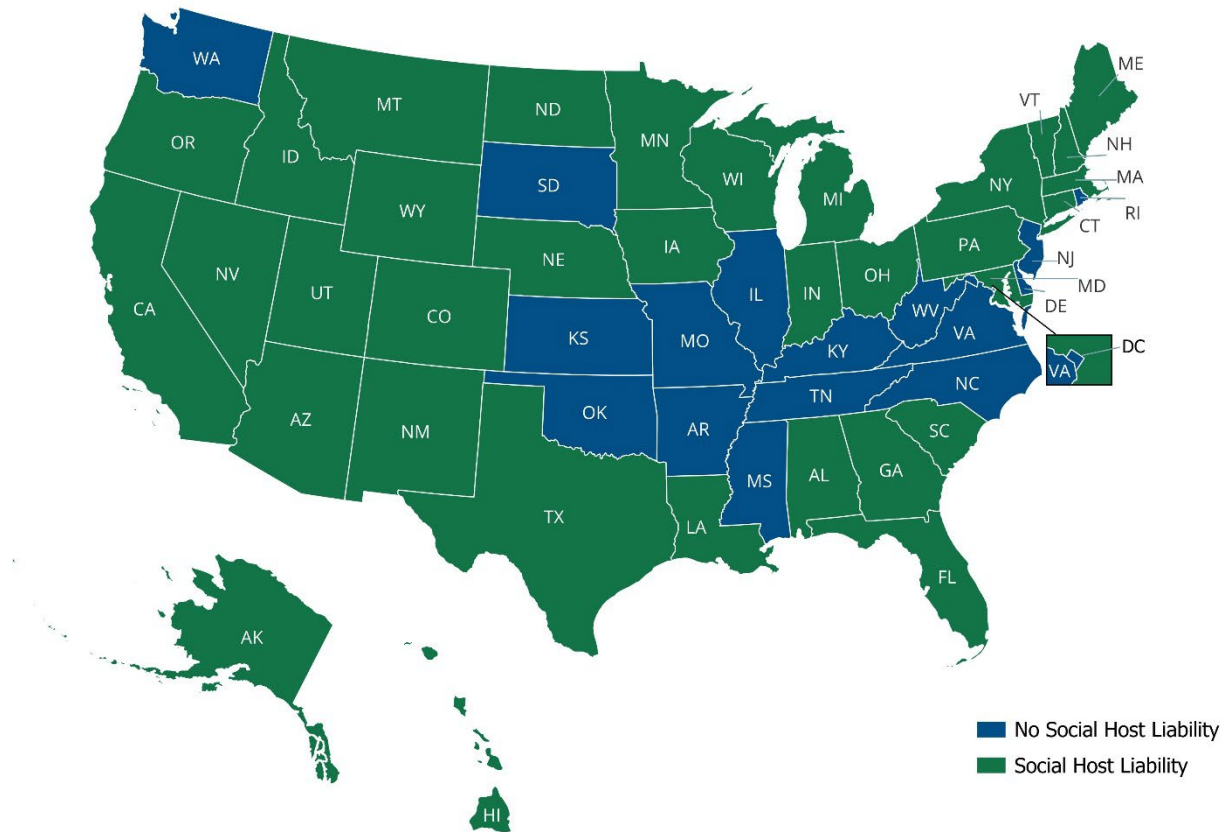 WA
MT
ND
MN
OR
ID
SD
WI
MI
WY
IA
NE
NV
UT
CO
CA
KS
MO
IL
IN
OH
PA
NY
VT
ME
NH
MA
RI
CT
NJ
MD
DE
WV
VA
KY
DC
VA
NC
TN
AZ
NM
OK
AR
SC
MS
AL
GA
TX
LA
FL
AK
HI
No Social Host Liability
Social Host Liability